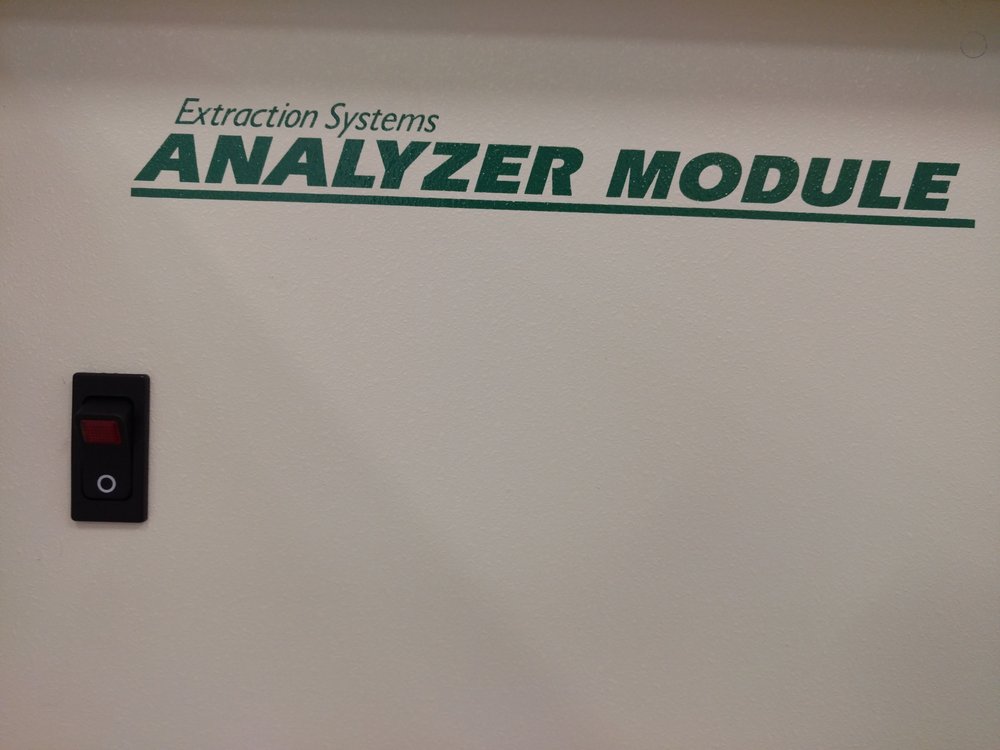 Extraction Systems
ANALYZER MODULE
O